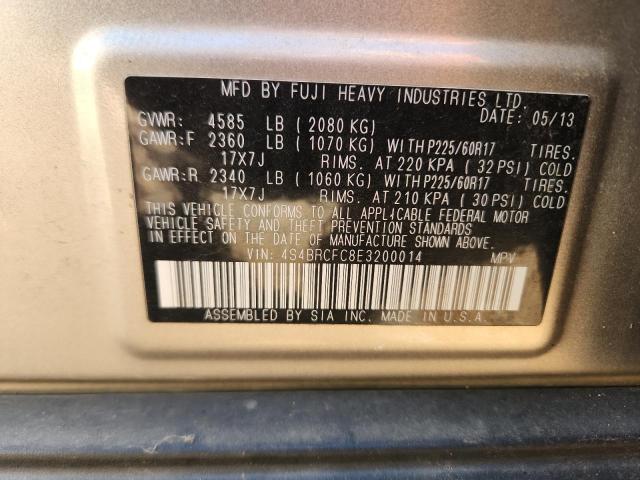 MFD BY FUJI HEAVY INDUSTRIES LTD.
DATE: 05/13
GVWR: 4585 LB ( 2080 KG)
GAWR:F 2360 LB ( 1070 KG) WITH P225/60R17 TIRES.
17X7J RIMS. AT 220 KPA ( 32 PSI) COLD
GAWR:R 2340 LB ( 1060 KG) WITH P225/60R17 TIRES.
17X7J RIMS. AT 210 KPA ( 30 PSI) COLD
THIS VEHICLE CONFORMS TO ALL APPLICABLE FEDERAL MOTOR
VEHICLE SAFETY AND THEFT PREVENTION STANDARDS
IN EFFECT ON THE DATE OF MANUFACTURE SHOWN ABOVE.
VIN: 4S4BRCFC8E3200014 MPV
ASSEMBLED BY SIA INC. MADE IN U.S.A.